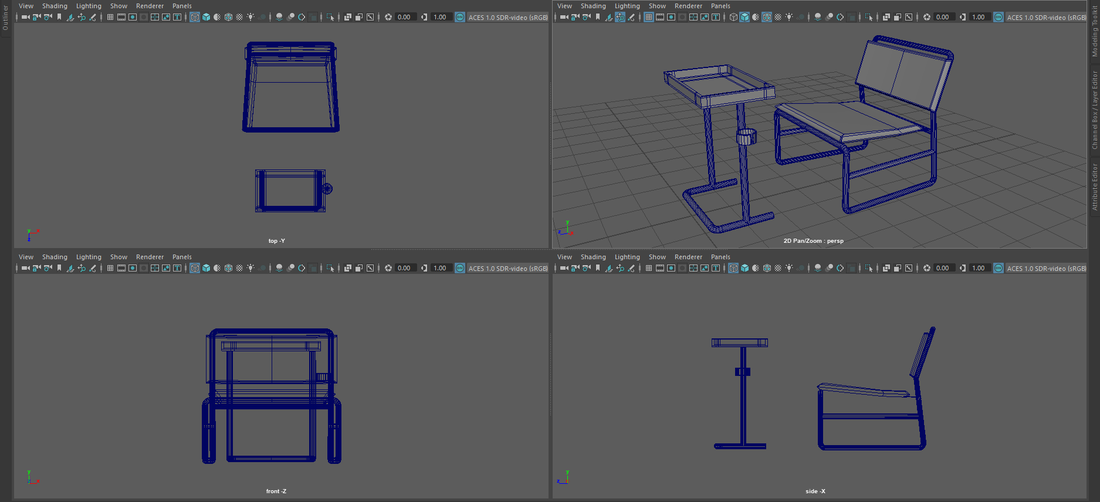 Outliner
View Shading Lighting Show Renderer Panels
0.00 1.00 ACES 1.0 SDR-video (sRGB
top -Y
View Shading Lighting Show Renderer Panels
0.00 1.00 ACES 1.0 SDR-video (sRGB
2D Pan/Zoom : persp
Modeling Toolkit
Channel Box / Layer Editor
Attribute Editor
View Shading Lighting Show Renderer Panels
0.00 1.00 ACES 1.0 SDR-video (sRGB
front -Z
View Shading Lighting Show Renderer Panels
0.00 1.00 ACES 1.0 SDR-video (sRGB
side -X